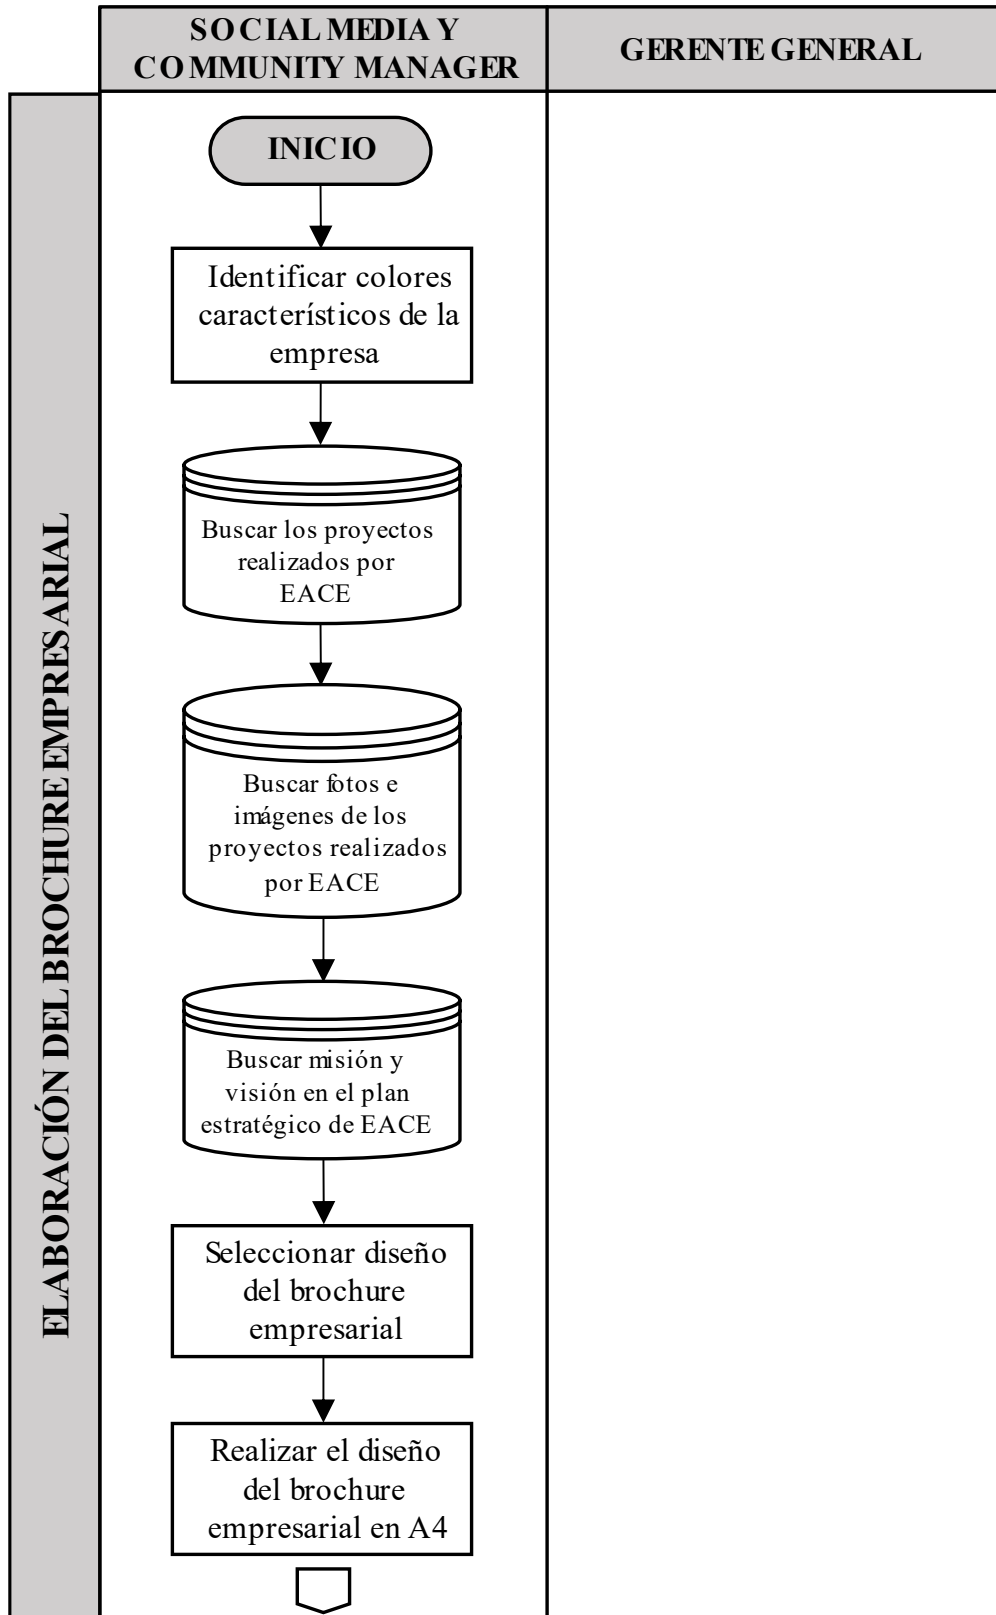 SOCIAL MEDIA Y
COMMUNITY MANAGER
GERENTE GENERAL
ELABORACIÓN DEL BROCHURE EMPRESARIAL
INICIO
Identificar colores
característicos de la
empresa
Buscar los proyectos
realizados por
EACE
Buscar fotos e
imágenes de los
proyectos realizados
por EACE
Buscar misión y
visión en el plan
estratégico de EACE
Seleccionar diseño
del brochure
empresarial
Realizar el diseño
del brochure
empresarial en A4